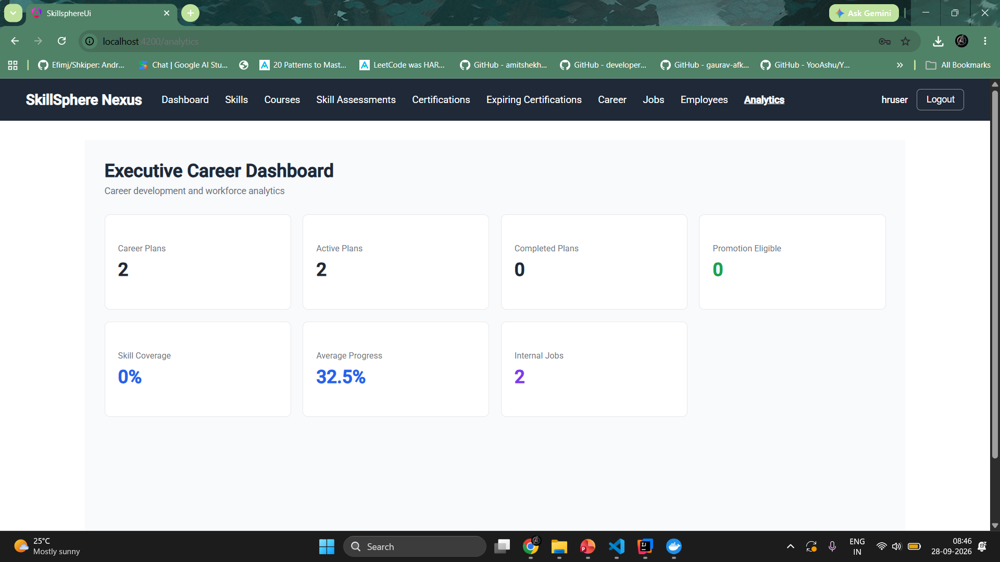 SkillsphereUi
Ask Gemini
localhost:4200/analytics
Efimj/Shkiper: Andr...
Chat | Google AI Stu...
20 Patterns to Mast...
LeetCode was HAR...
GitHub - amitshekh...
GitHub - developer...
GitHub - gaurav-afk...
GitHub - YooAshu/Y...
All Bookmarks
SkillSphere Nexus
Dashboard
Skills
Courses
Skill Assessments
Certifications
Expiring Certifications
Career
Jobs
Employees
Analytics
hruser
Logout
Executive Career Dashboard
Career development and workforce analytics
Career Plans
2
Active Plans
2
Completed Plans
0
Promotion Eligible
0
Skill Coverage
0%
Average Progress
32.5%
Internal Jobs
2
25°C
Mostly sunny
Search
ENG
IN
08:46
28-09-2026